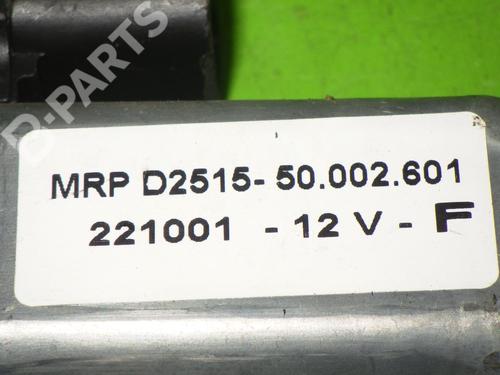 D-PARTS
MRP D2515- 50.002.601
221001 - 12 V - F